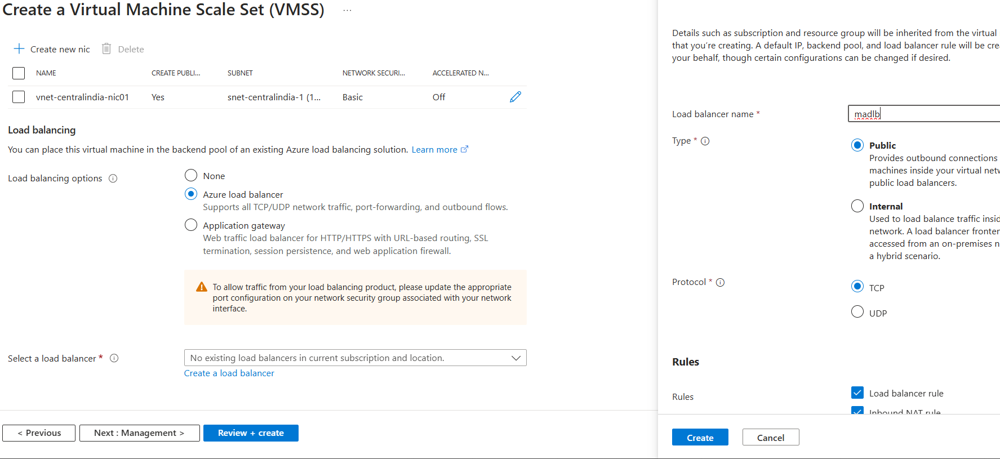 Create a Virtual Machine Scale Set (VMSS) ...
Create new nic Delete
NAME CREATE PUBLI... SUBNET NETWORK SECURI... ACCELERATED N...
vnet-centralindia-nic01 Yes snet-centralindia-1 (1... Basic Off
Load balancing
You can place this virtual machine in the backend pool of an existing Azure load balancing solution. Learn more
Load balancing options
None
Azure load balancer
Supports all TCP/UDP network traffic, port-forwarding, and outbound flows.
Application gateway
Web traffic load balancer for HTTP/HTTPS with URL-based routing, SSL
termination, session persistence, and web application firewall.
To allow traffic from your load balancing product, please update the appropriate
port configuration on your network security group associated with your network
interface.
Select a load balancer *
No existing load balancers in current subscription and location.
Create a load balancer
< Previous
Next : Management >
Review + create
Details such as subscription and resource group will be inherited from the virtual
that you're creating. A default IP, backend pool, and load balancer rule will be cre
your behalf, though certain configurations can be changed if desired.
Load balancer name *
madlb
Type *
Public
Provides outbound connections
machines inside your virtual netw
public load balancers.
Internal
Used to load balance traffic insid
network. A load balancer fronten
accessed from an on-premises n
a hybrid scenario.
Protocol *
TCP
UDP
Rules
Rules
Load balancer rule
Inbound NAT rule
Create
Cancel